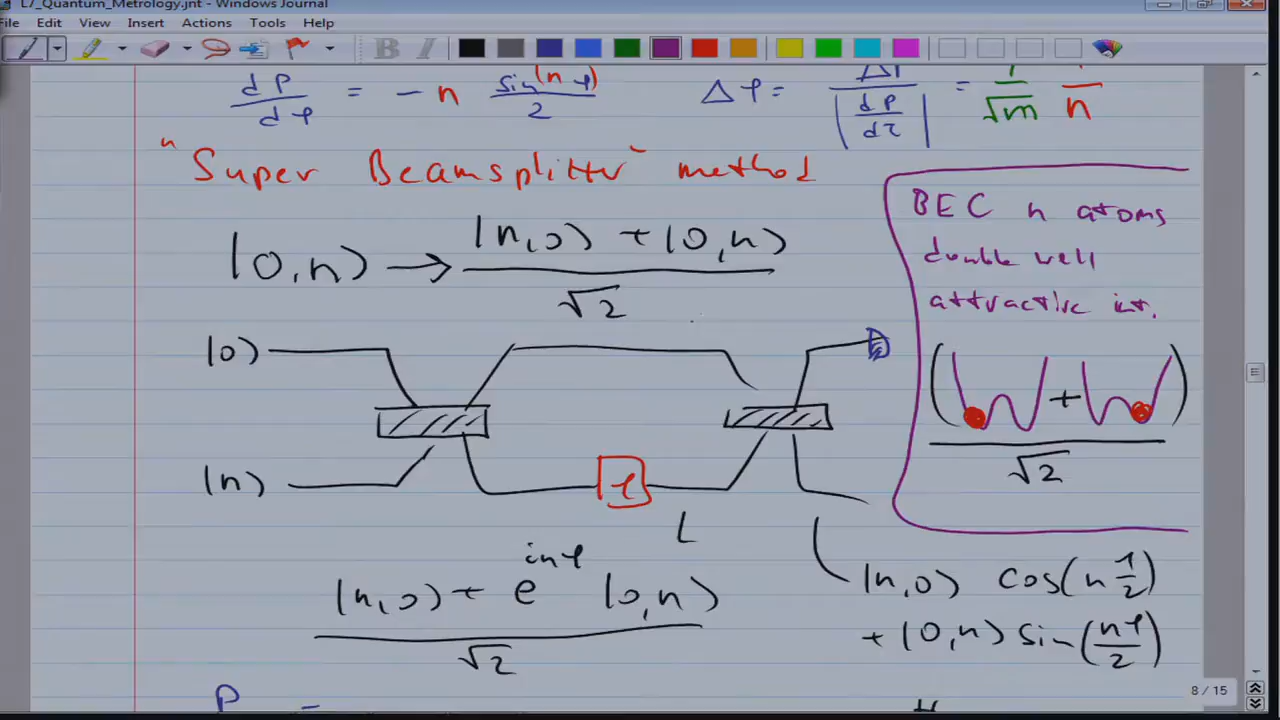 L7_Quantum_Metrology.jnt - Windows Journal
File Edit View Insert Actions Tools Help
B I
dP/dφ = - n sin(nφ)/2
Δφ = ΔP/|dP/dτ| = 1/√m 1/n
"Super Beamsplitter" method
|0,n⟩ → (|n,0⟩ + |0,n⟩)/√2
BEC n atoms
double well
attractive int.
( + )
√2
|0⟩
|n⟩
φ
(|n,0⟩ + e^{inφ} |0,n⟩)/√2
|n,0⟩ cos(n φ/2)
+ |0,n⟩ sin(nφ/2)
P =
8 / 15